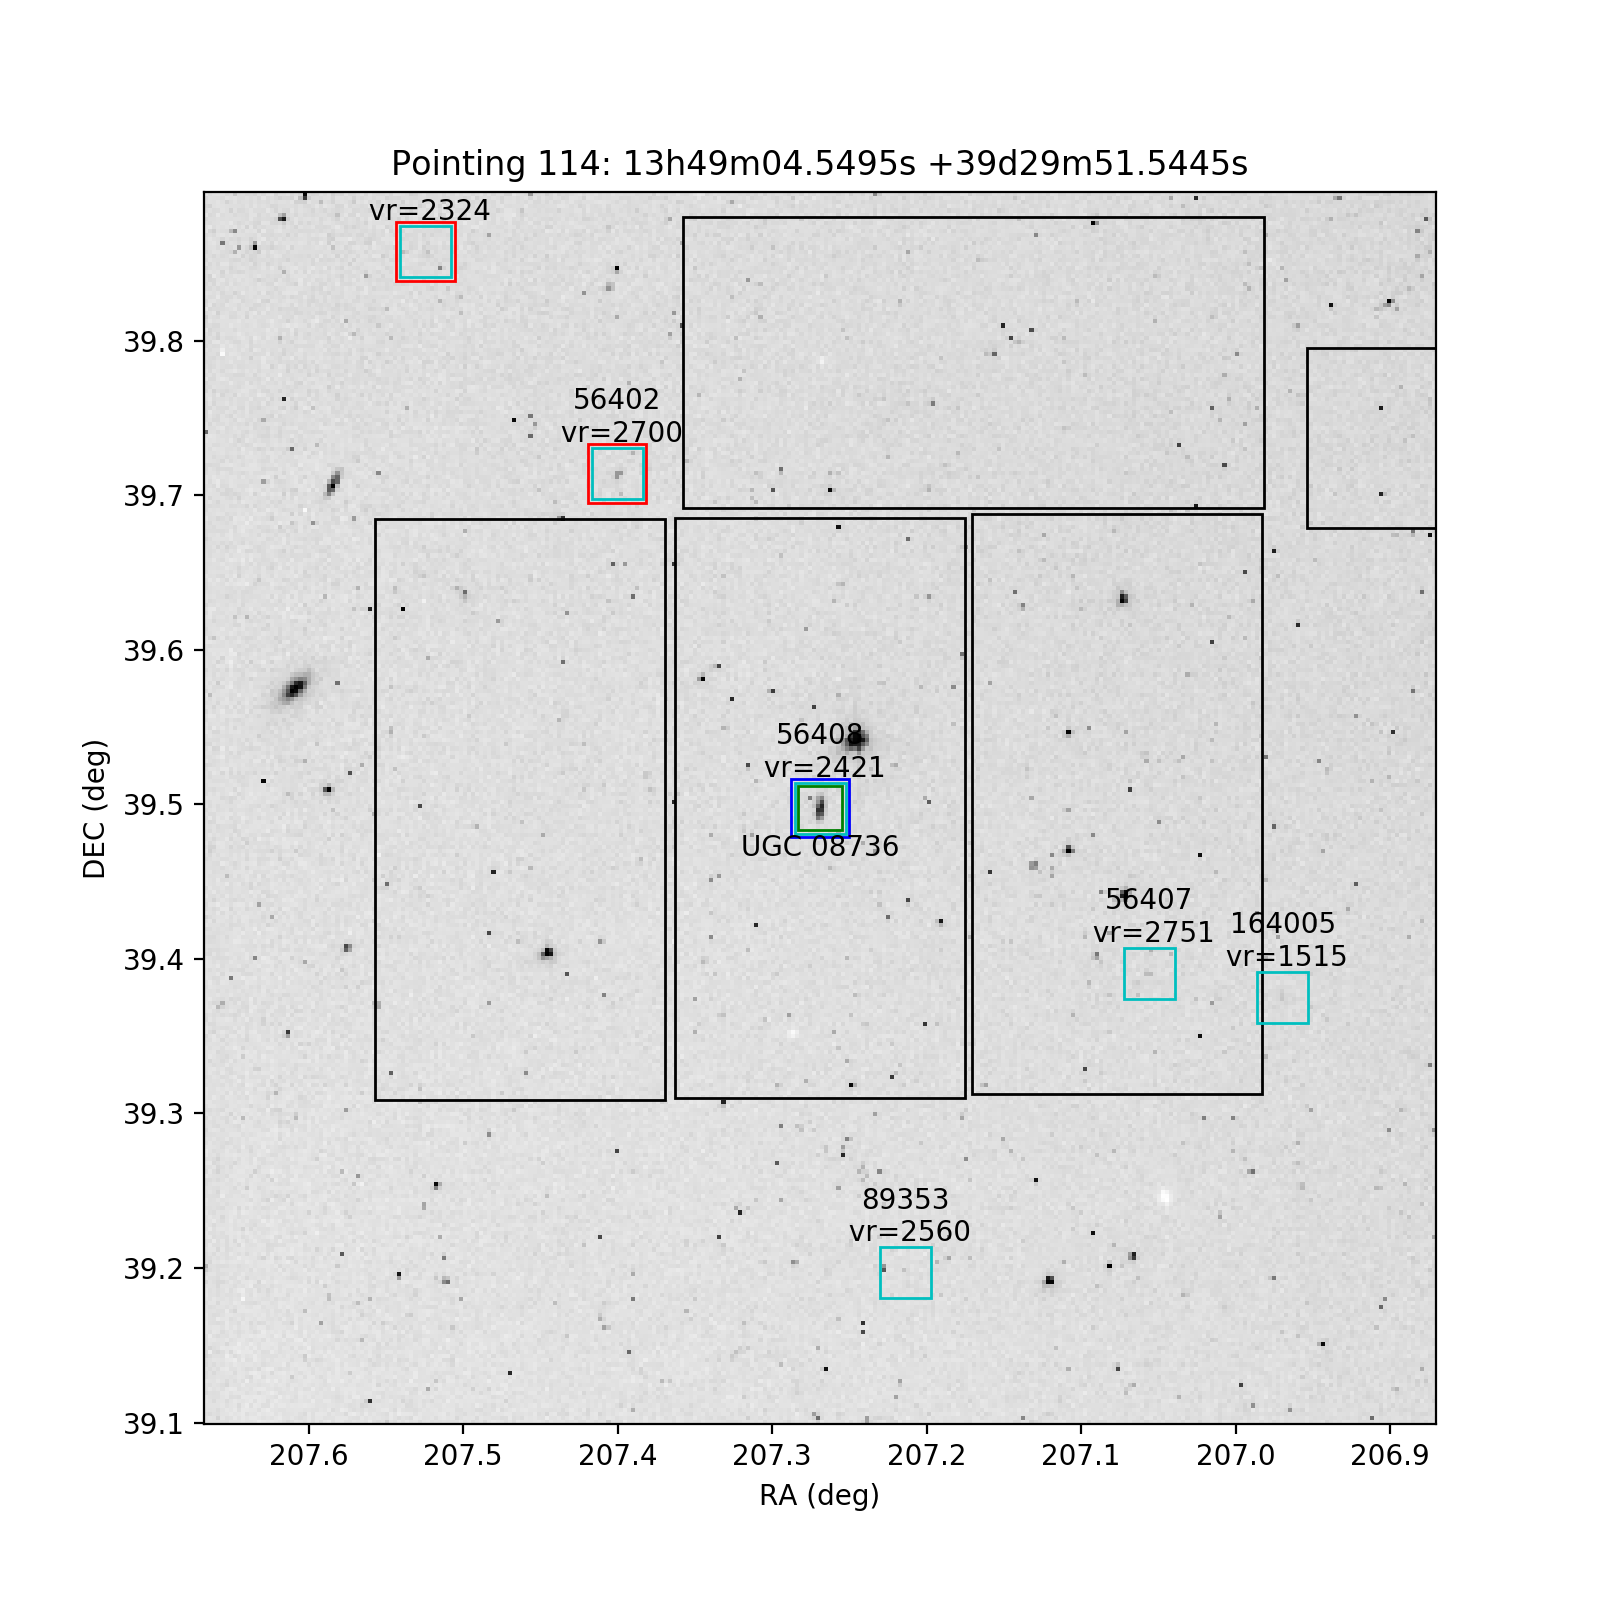 Pointing 114: 13h49m04.5495s +39d29m51.5445s
vr=2324
56402
vr=2700
56408
vr=2421
UGC 08736
56407
vr=2751
164005
vr=1515
89353
vr=2560
DEC (deg)
39.8
39.7
39.6
39.5
39.4
39.3
39.2
39.1
207.6 207.5 207.4 207.3 207.2 207.1 207.0 206.9
RA (deg)